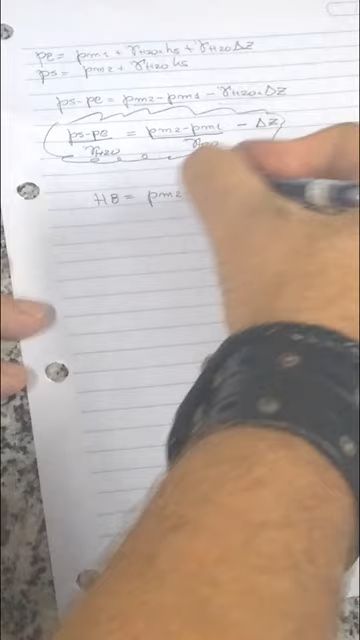 pe = pm1 + γH2O.hs + γH2O ΔZ
ps = pm2 + γH2O hs
ps-pe = pm2-pm1 - γH2O.ΔZ
ps-pe / γH2O = pm2-pm1 / γH2O - ΔZ
HB = pm2